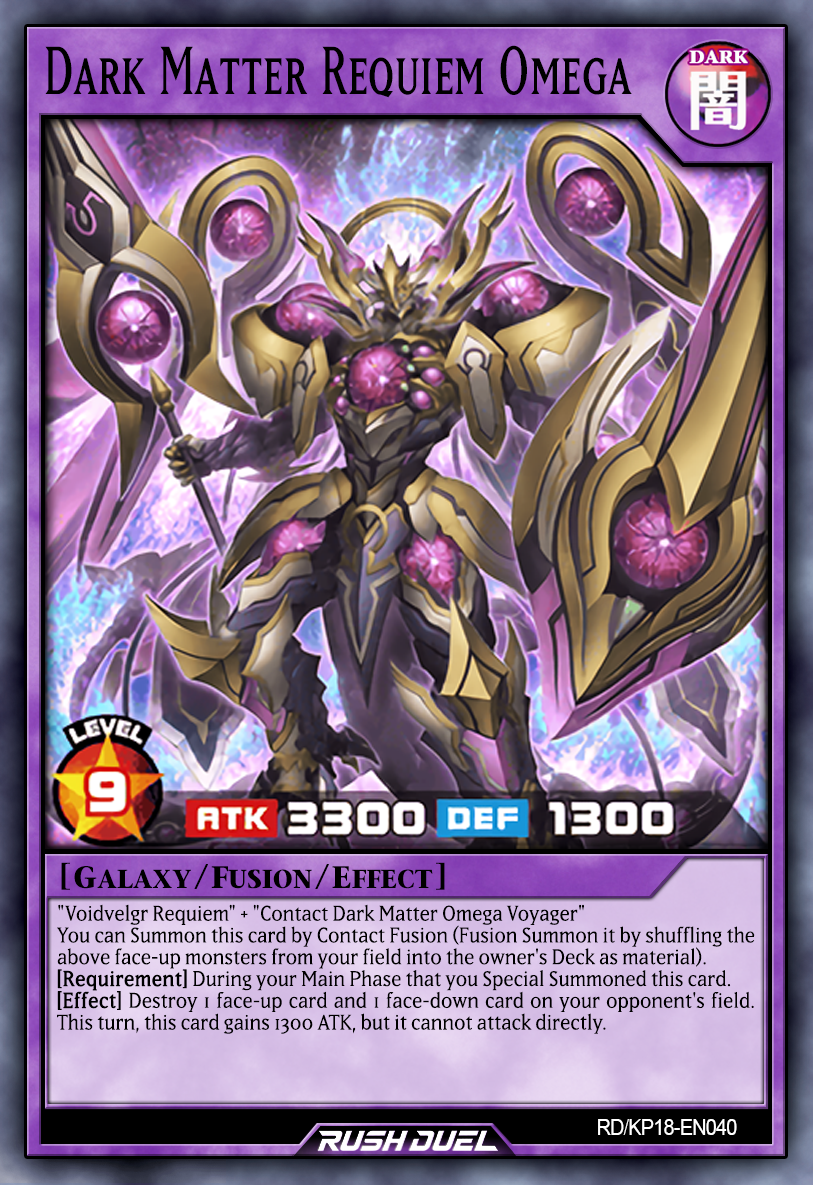 Dark Matter Requiem Omega
DARK
闇
LEVEL
9
ATK 3300 DEF 1300
[Galaxy/Fusion/Effect]
"Voidvelgr Requiem" + "Contact Dark Matter Omega Voyager"
You can Summon this card by Contact Fusion (Fusion Summon it by shuffling the
above face-up monsters from your field into the owner's Deck as material).
[Requirement] During your Main Phase that you Special Summoned this card.
[Effect] Destroy 1 face-up card and 1 face-down card on your opponent's field.
This turn, this card gains 1300 ATK, but it cannot attack directly.
RD/KP18-EN040
RUSH DUEL